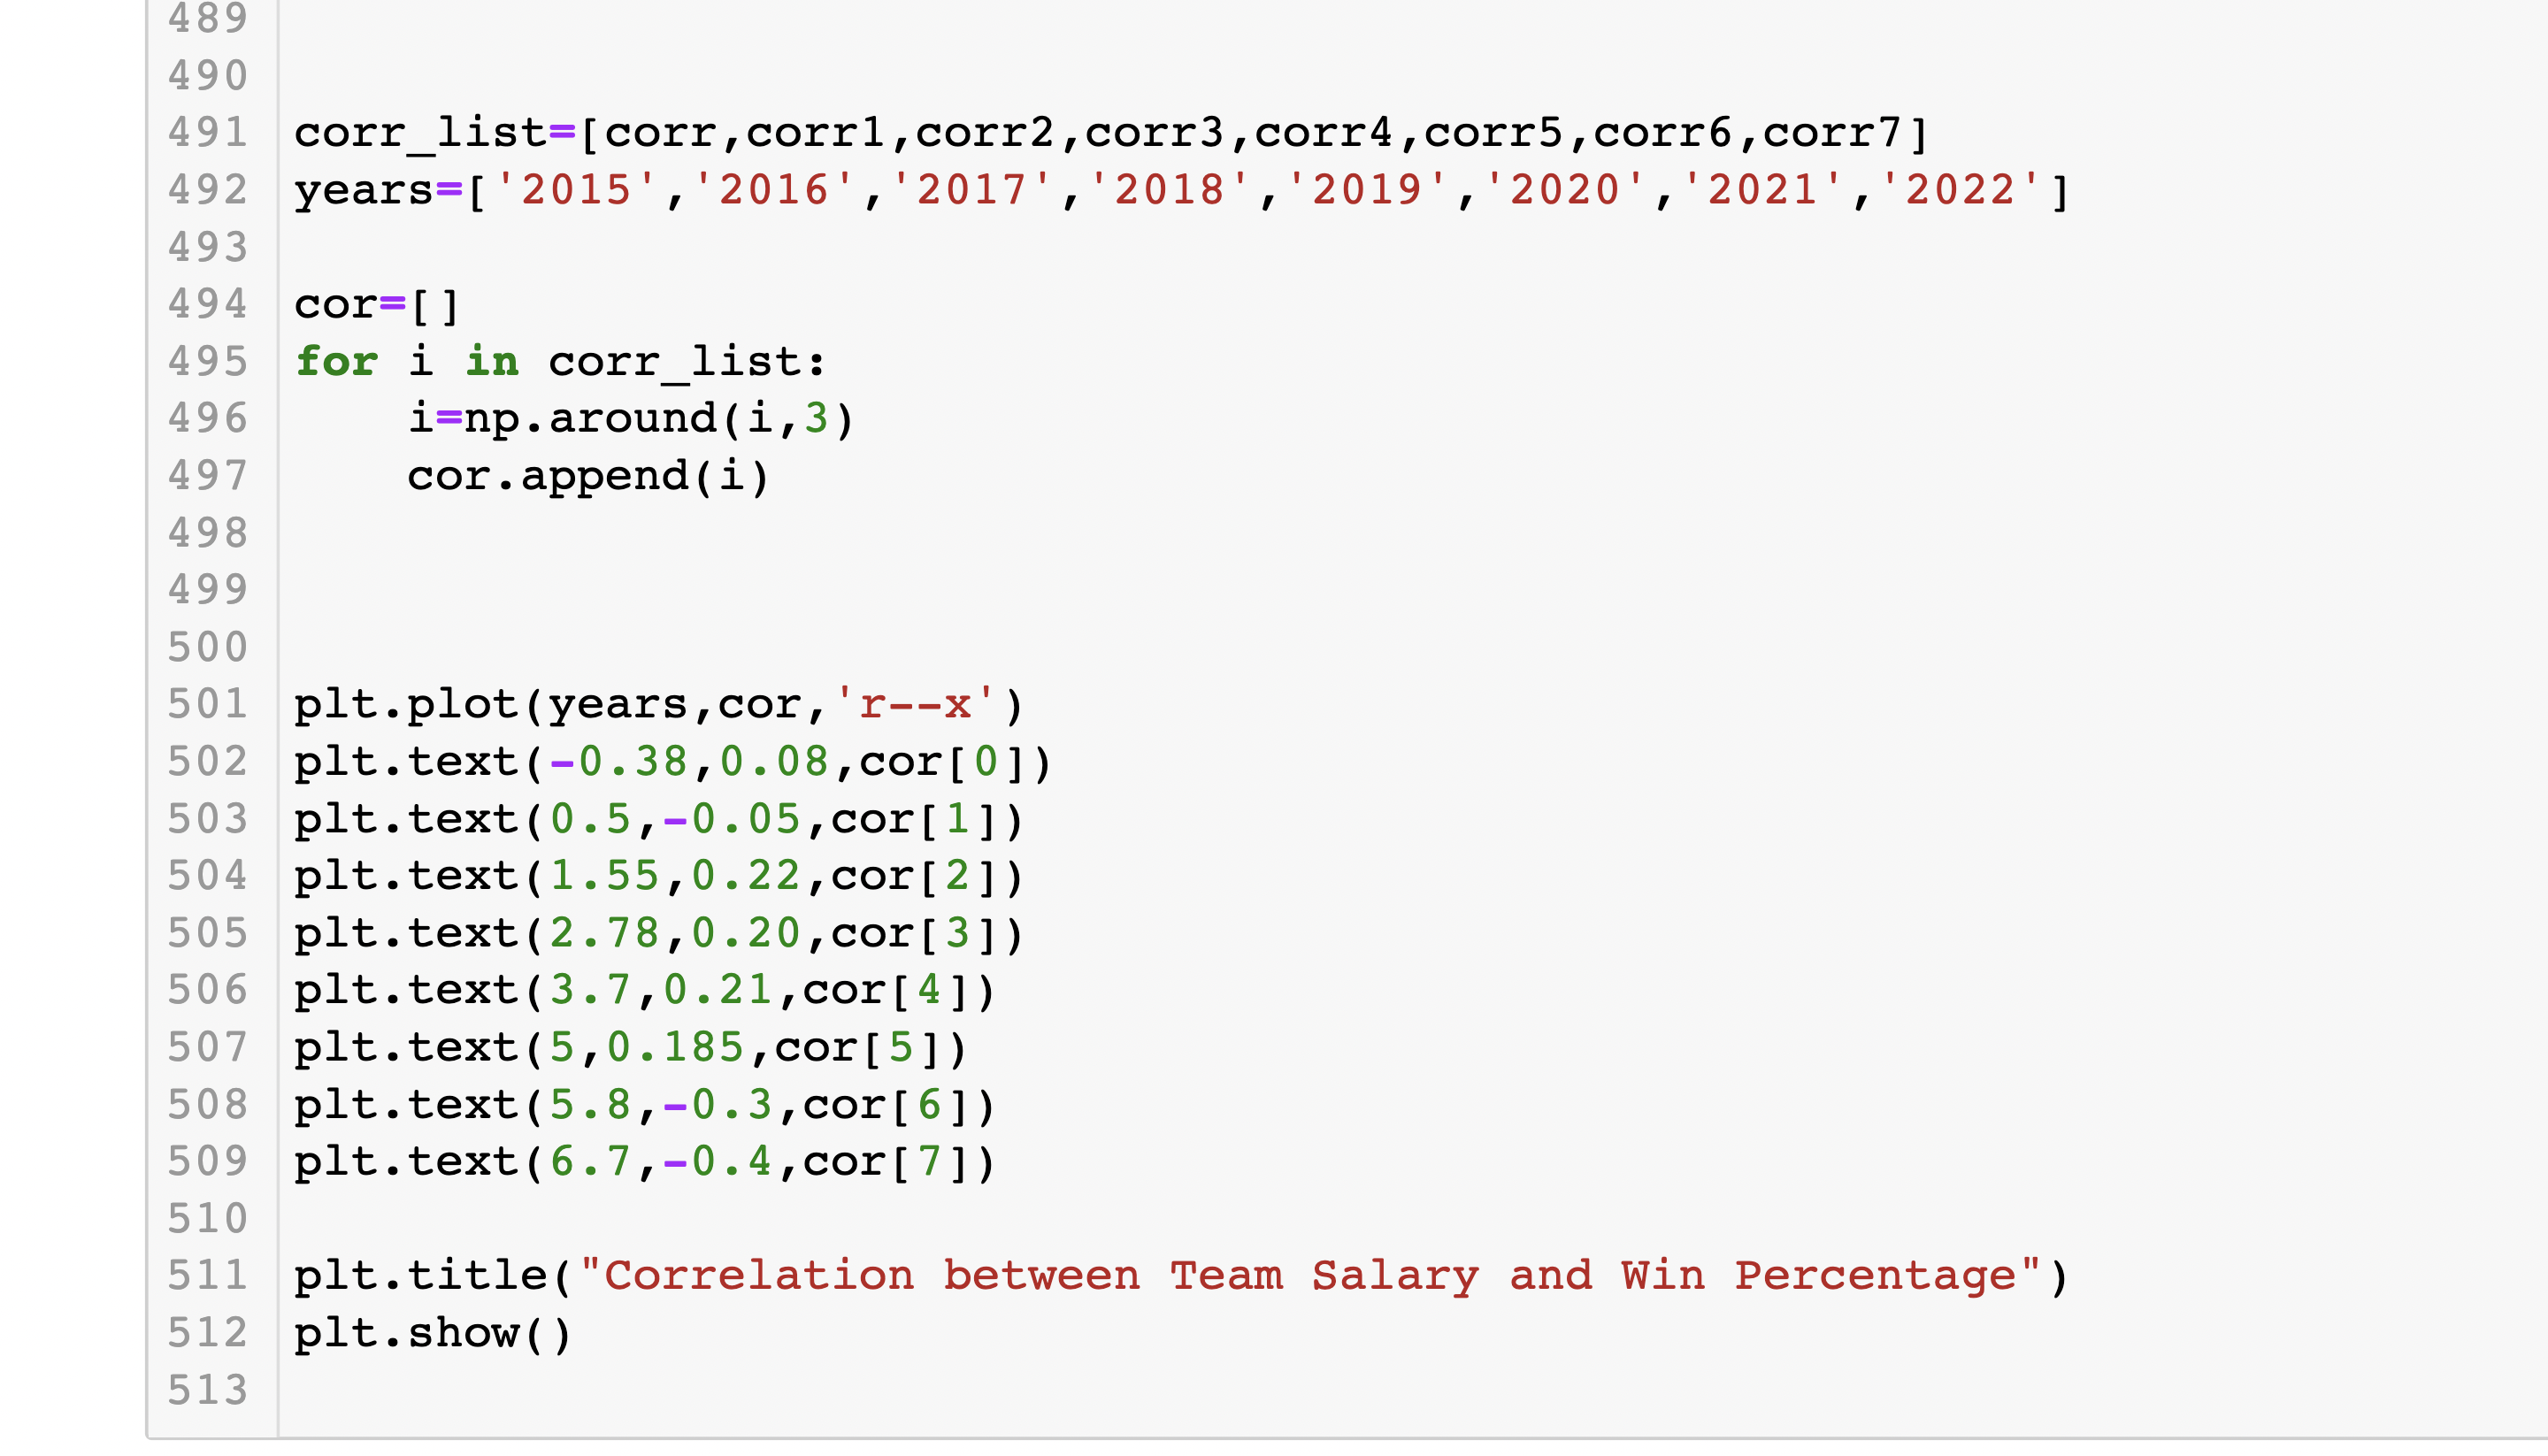 489
490
491 corr_list=[corr,corr1,corr2,corr3,corr4,corr5,corr6,corr7]
492 years=['2015','2016','2017','2018','2019','2020','2021','2022']
493
494 cor=[]
495 for i in corr_list:
496     i=np.around(i,3)
497     cor.append(i)
498
499
500
501 plt.plot(years,cor,'r--x')
502 plt.text(-0.38,0.08,cor[0])
503 plt.text(0.5,-0.05,cor[1])
504 plt.text(1.55,0.22,cor[2])
505 plt.text(2.78,0.20,cor[3])
506 plt.text(3.7,0.21,cor[4])
507 plt.text(5,0.185,cor[5])
508 plt.text(5.8,-0.3,cor[6])
509 plt.text(6.7,-0.4,cor[7])
510
511 plt.title("Correlation between Team Salary and Win Percentage")
512 plt.show()
513